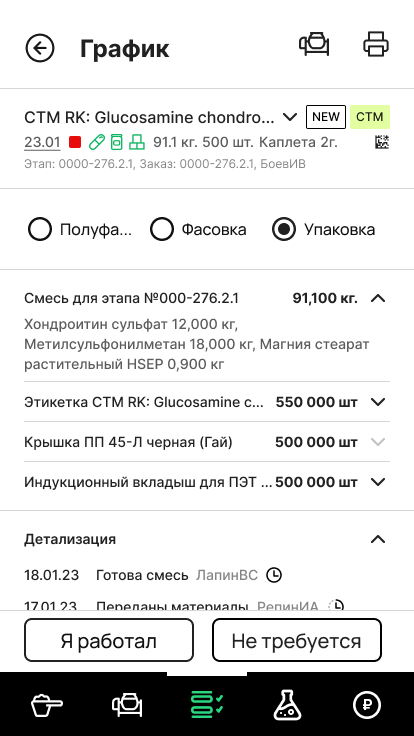 График
СТМ RK: Glucosamine chondro... NEW СТМ
23.01 91.1 кг. 500 шт. Каплета 2г.
Этап: 0000-276.2.1, Заказ: 0000-276.2.1, БоевИВ
Полуфа... Фасовка Упаковка
Смесь для этапа №000-276.2.1 91,100 кг.
Хондроитин сульфат 12,000 кг,
Метилсульфонилметан 18,000 кг, Магния стеарат
растительный HSEP 0,900 кг
Этикетка СТМ RK: Glucosamine c... 550 000 шт
Крышка ПП 45-Л черная (Гай) 500 000 шт
Индукционный вкладыш для ПЭТ ... 500 000 шт
Детализация
18.01.23 Готова смесь ЛапинВС
17.01.23 Переданы материалы РепинИА
Я работал Не требуется